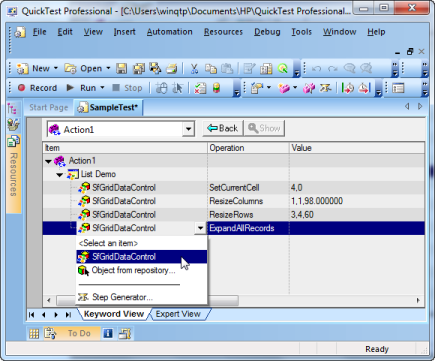 QuickTest Professional - [C:\Users\winqtp\Documents\HP\QuickTest Professional...
File Edit View Insert Automation Resources Debug Tools Window Help
New Open
Record Run Stop
Start Page SampleTest*
Resources
Action1 Back Show
Item Operation Value
Action1
List Demo
SfGridDataControl SetCurrentCell 4,0
SfGridDataControl ResizeColumns 1,1,98.000000
SfGridDataControl ResizeRows 3,4,60
SfGridDataControl ExpandAllRecords
<Select an item>
SfGridDataControl
Object from repository...
Step Generator...
Keyword View Expert View
To Do
Ready